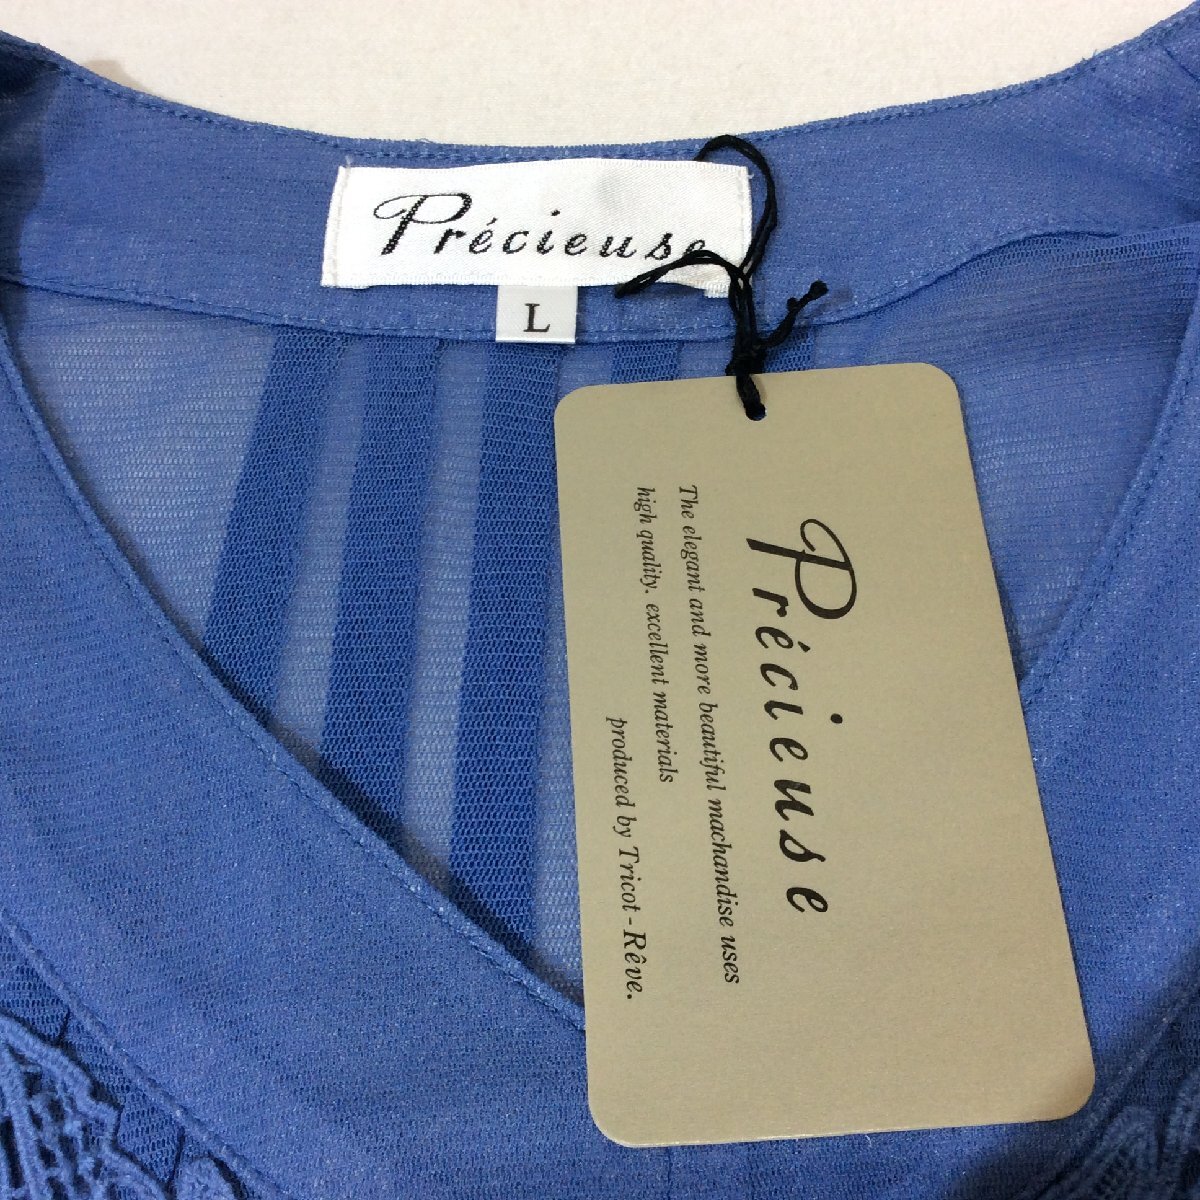 Précieuse
L
Précieuse
The elegant and more beautiful machandise uses
high quality. excellent materials
produced by Tricot-Rêve.